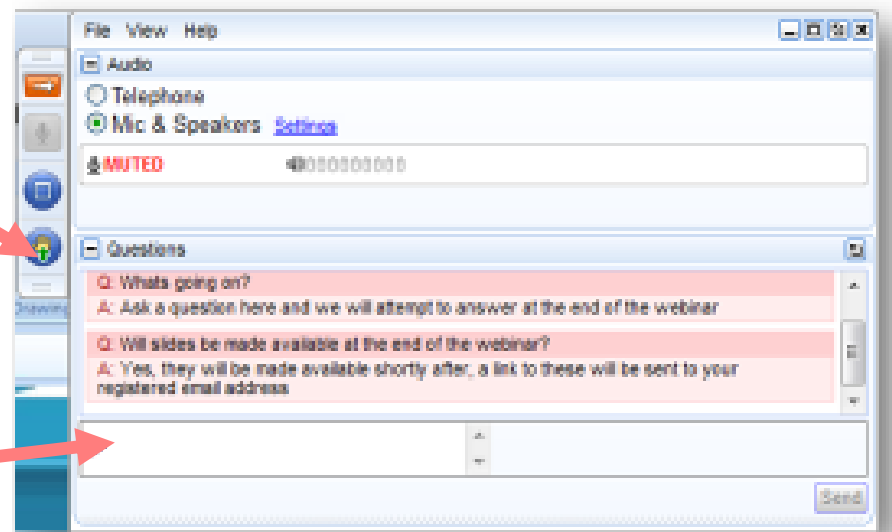 File View Help
Audio
Telephone
Mic & Speakers Settings
MUTED
Questions
Q: Whats going on?
A: Ask a question here and we will attempt to answer at the end of the webinar
Q: Will slides be made available at the end of the webinar?
A: Yes, they will be made available shortly after, a link to these will be sent to your
registered email address
Drawing
Send